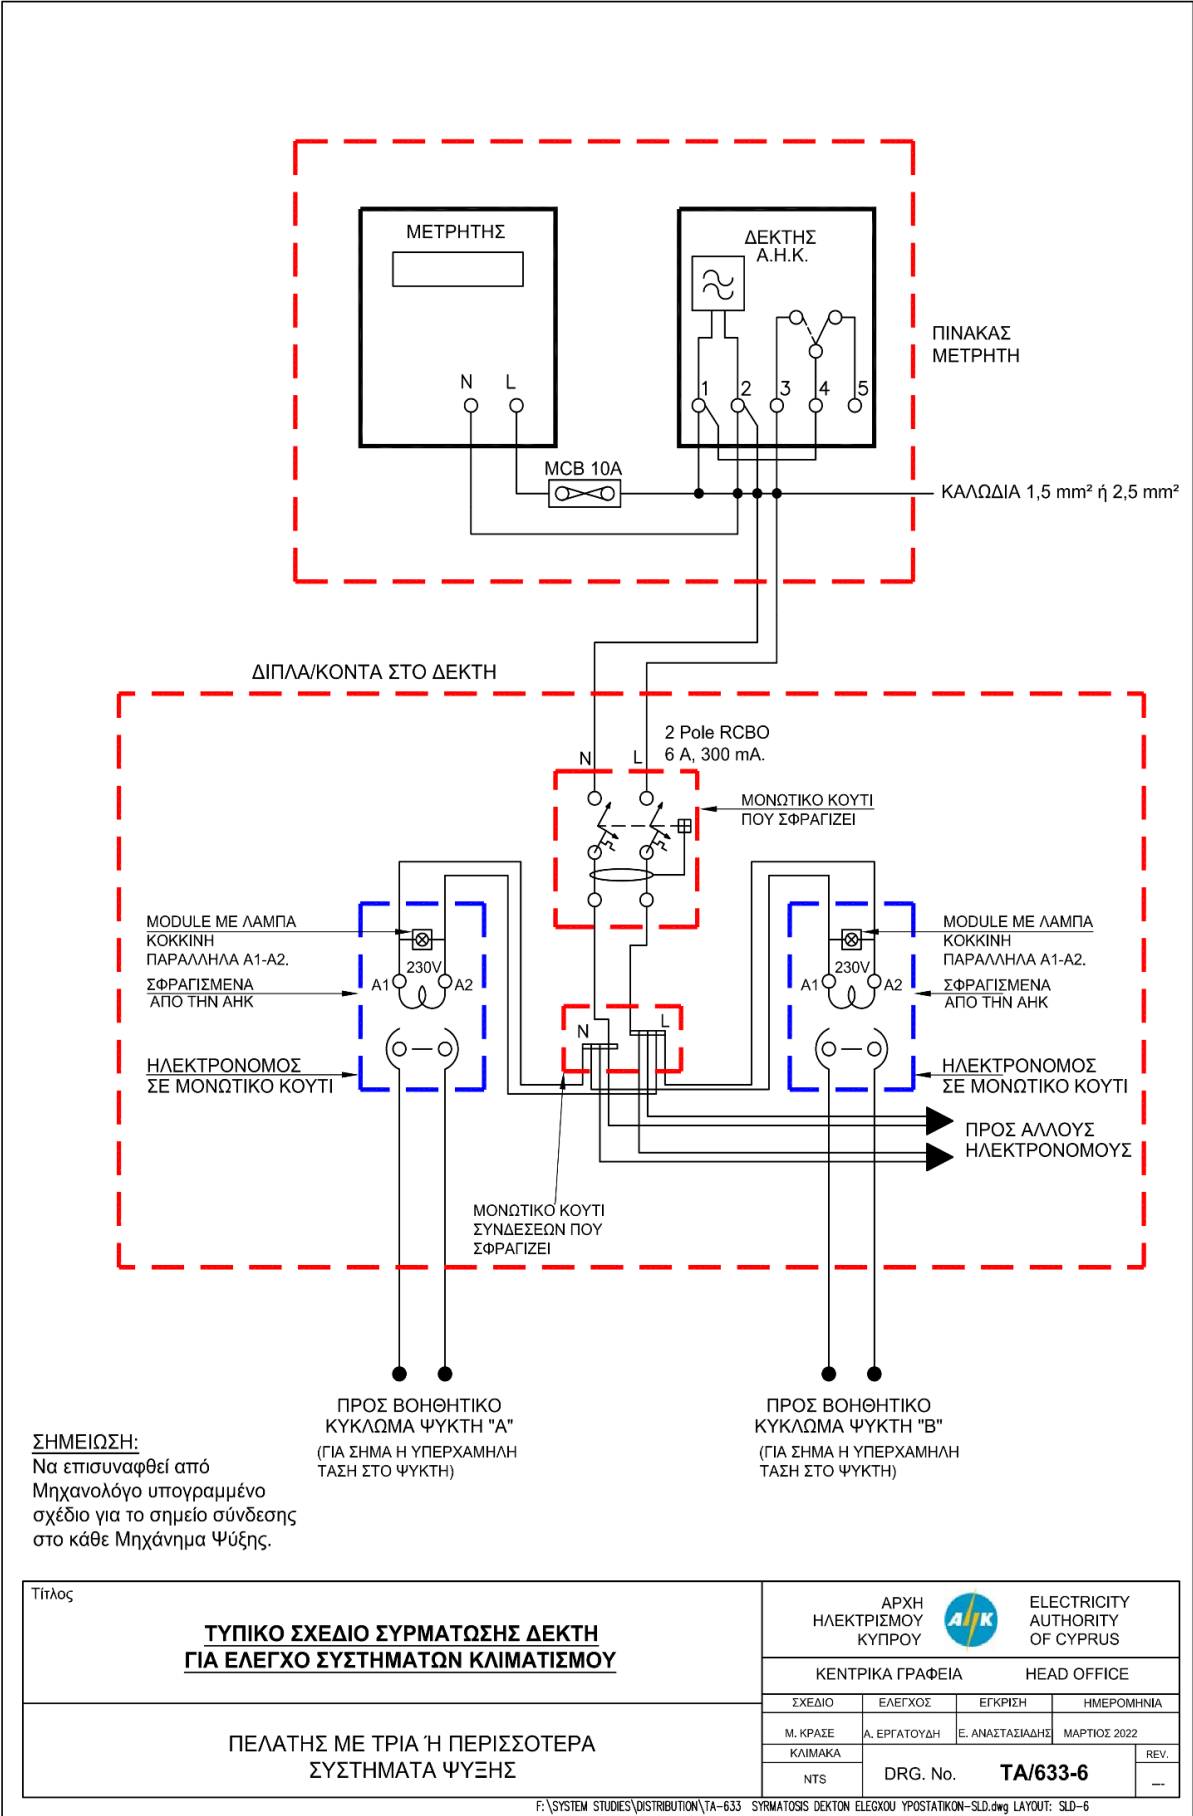 ΜΕΤΡΗΤΗΣ
ΔΕΚΤΗΣ
Α.Η.Κ.
ΠΙΝΑΚΑΣ
ΜΕΤΡΗΤΗ
N L
1 2 3 4 5
MCB 10A
ΚΑΛΩΔΙΑ 1,5 mm² ή 2,5 mm²
ΔΙΠΛΑ/ΚΟΝΤΑ ΣΤΟ ΔΕΚΤΗ
2 Pole RCBO
6 A, 300 mA.
N L
ΜΟΝΩΤΙΚΟ ΚΟΥΤΙ
ΠΟΥ ΣΦΡΑΓΙΖΕΙ
MODULE ΜΕ ΛΑΜΠΑ
ΚΟΚΚΙΝΗ
ΠΑΡΑΛΛΗΛΑ Α1-Α2.
ΣΦΡΑΓΙΣΜΕΝΑ
ΑΠΟ ΤΗΝ ΑΗΚ
230V
A1 A2
ΗΛΕΚΤΡΟΝΟΜΟΣ
ΣΕ ΜΟΝΩΤΙΚΟ ΚΟΥΤΙ
N L
MODULE ΜΕ ΛΑΜΠΑ
ΚΟΚΚΙΝΗ
ΠΑΡΑΛΛΗΛΑ Α1-Α2.
230V
A1 A2
ΣΦΡΑΓΙΣΜΕΝΑ
ΑΠΟ ΤΗΝ ΑΗΚ
ΗΛΕΚΤΡΟΝΟΜΟΣ
ΣΕ ΜΟΝΩΤΙΚΟ ΚΟΥΤΙ
ΠΡΟΣ ΑΛΛΟΥΣ
ΗΛΕΚΤΡΟΝΟΜΟΥΣ
ΜΟΝΩΤΙΚΟ ΚΟΥΤΙ
ΣΥΝΔΕΣΕΩΝ ΠΟΥ
ΣΦΡΑΓΙΖΕΙ
ΠΡΟΣ ΒΟΗΘΗΤΙΚΟ
ΚΥΚΛΩΜΑ ΨΥΚΤΗ "Α"
(ΓΙΑ ΣΗΜΑ Η ΥΠΕΡΧΑΜΗΛΗ
ΤΑΣΗ ΣΤΟ ΨΥΚΤΗ)
ΠΡΟΣ ΒΟΗΘΗΤΙΚΟ
ΚΥΚΛΩΜΑ ΨΥΚΤΗ "Β"
(ΓΙΑ ΣΗΜΑ Η ΥΠΕΡΧΑΜΗΛΗ
ΤΑΣΗ ΣΤΟ ΨΥΚΤΗ)
ΣΗΜΕΙΩΣΗ:
Να επισυναφθεί από
Μηχανολόγο υπογραμμένο
σχέδιο για το σημείο σύνδεσης
στο κάθε Μηχάνημα Ψύξης.
Τίτλος
ΤΥΠΙΚΟ ΣΧΕΔΙΟ ΣΥΡΜΑΤΩΣΗΣ ΔΕΚΤΗ
ΓΙΑ ΕΛΕΓΧΟ ΣΥΣΤΗΜΑΤΩΝ ΚΛΙΜΑΤΙΣΜΟΥ
ΠΕΛΑΤΗΣ ΜΕ ΤΡΙΑ Ή ΠΕΡΙΣΣΟΤΕΡΑ
ΣΥΣΤΗΜΑΤΑ ΨΥΞΗΣ
ΑΡΧΗ
ΗΛΕΚΤΡΙΣΜΟΥ
ΚΥΠΡΟΥ
ΑΗΚ
ELECTRICITY
AUTHORITY
OF CYPRUS
ΚΕΝΤΡΙΚΑ ΓΡΑΦΕΙΑ HEAD OFFICE
ΣΧΕΔΙΟ ΕΛΕΓΧΟΣ ΕΓΚΡΙΣΗ ΗΜΕΡΟΜΗΝΙΑ
Μ. ΚΡΑΣΕ Α. ΕΡΓΑΤΟΥΔΗ Ε. ΑΝΑΣΤΑΣΙΑΔΗΣ ΜΑΡΤΙΟΣ 2022
ΚΛΙΜΑΚΑ
NTS
DRG. No. TA/633-6
REV.
---
F:\SYSTEM STUDIES\DISTRIBUTION\TA-633 SYRMATOSIS DEKTON ELEGXOU YPOSTATIKON-SLD.dwg LAYOUT: SLD-6